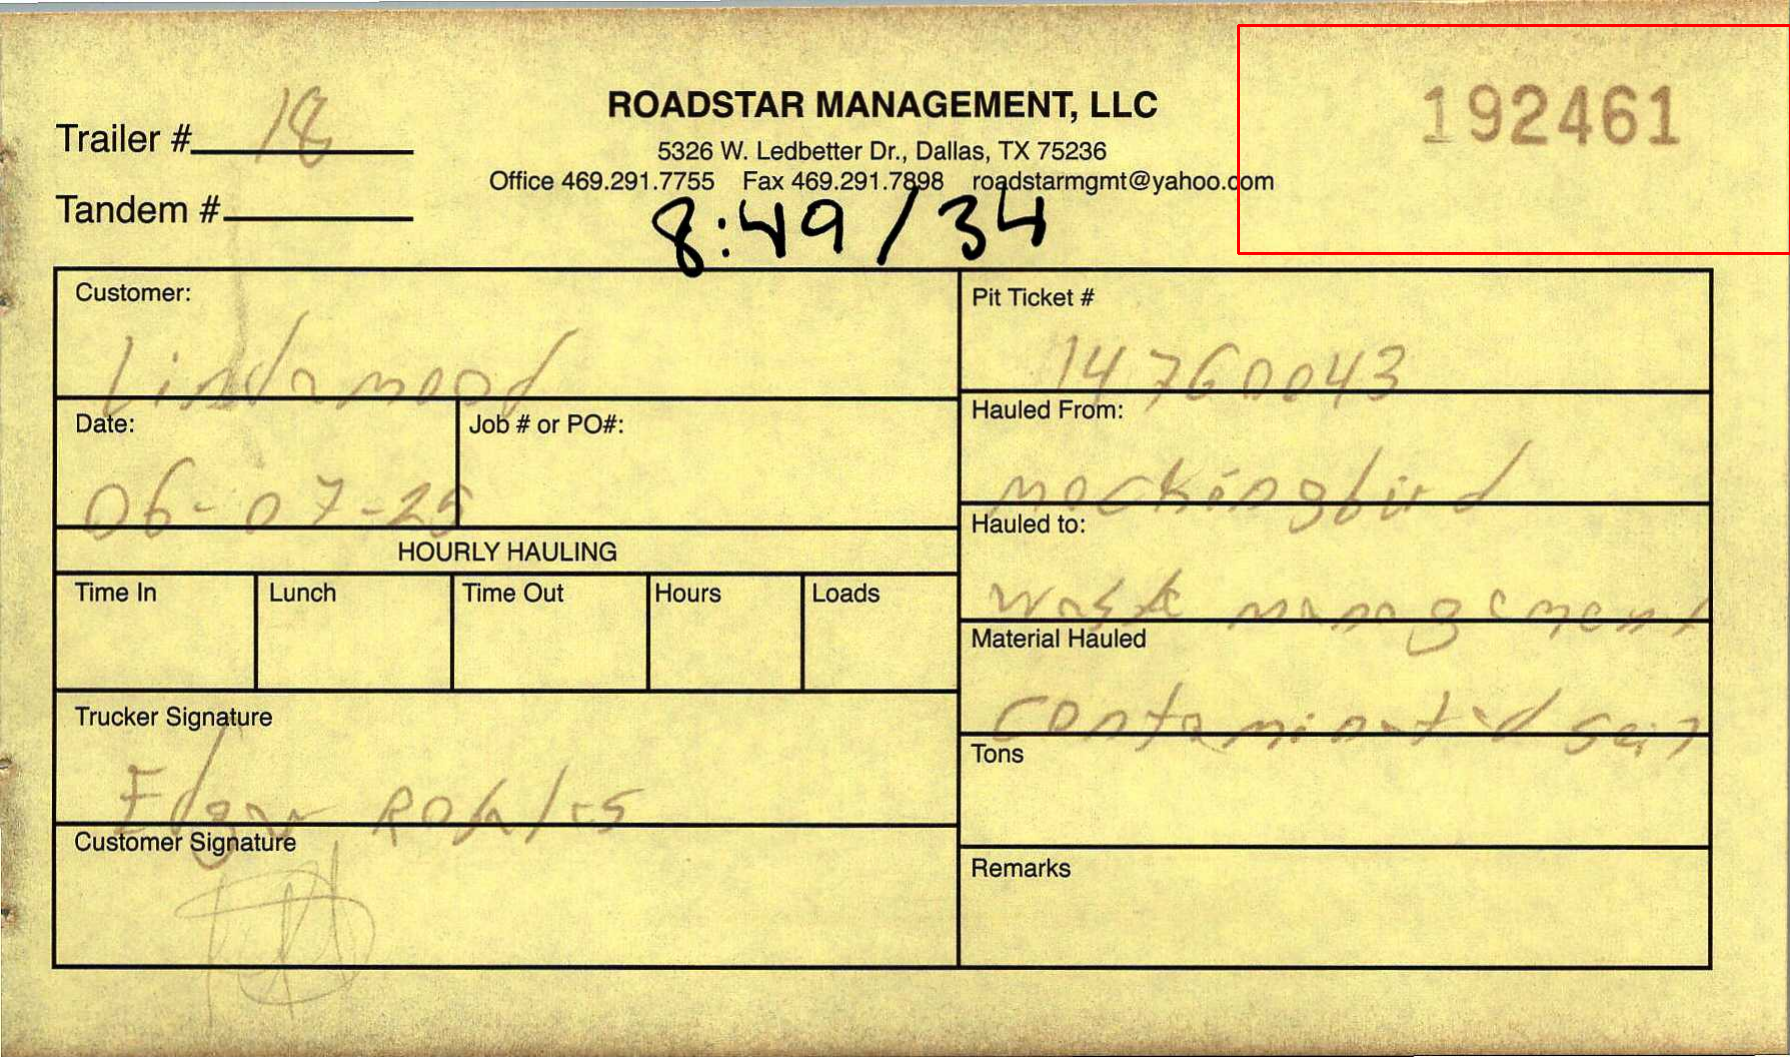 Trailer # 18
Tandem #
ROADSTAR MANAGEMENT, LLC
5326 W. Ledbetter Dr., Dallas, TX 75236
Office 469.291.7755 Fax 469.291.7898 roadstarmgmt@yahoo.com
192461
8:49 / 34
Customer:
Lindamood
Date:
06-07-25
Job # or PO#:
HOURLY HAULING
Time In Lunch Time Out Hours Loads
Trucker Signature
Edgar Robles
Customer Signature
Pit Ticket #
14760043
Hauled From:
mockingbird
Hauled to:
waste management
Material Hauled
contaminated soil
Tons
Remarks